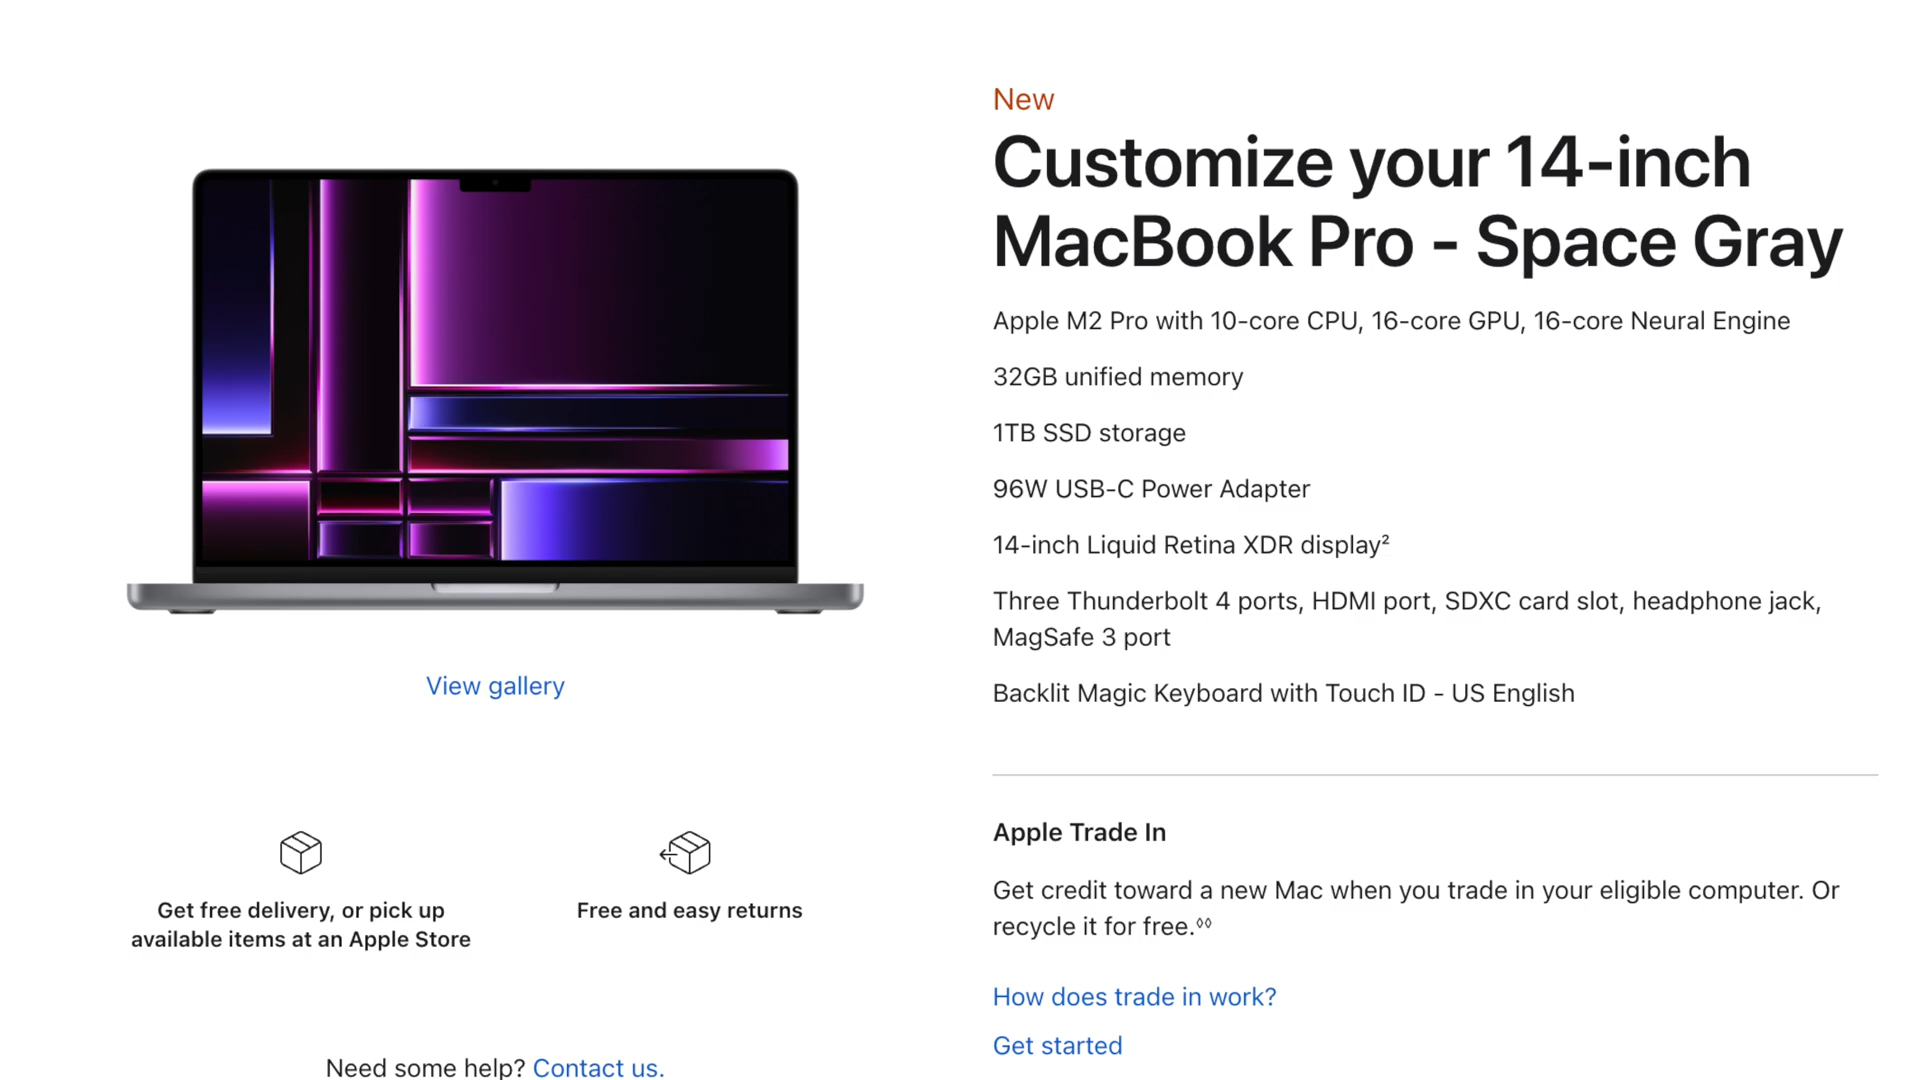 New
Customize your 14-inch
MacBook Pro - Space Gray
Apple M2 Pro with 10-core CPU, 16-core GPU, 16-core Neural Engine
32GB unified memory
1TB SSD storage
96W USB-C Power Adapter
14-inch Liquid Retina XDR display²
Three Thunderbolt 4 ports, HDMI port, SDXC card slot, headphone jack,
MagSafe 3 port
Backlit Magic Keyboard with Touch ID - US English
View gallery
Get free delivery, or pick up
available items at an Apple Store
Free and easy returns
Need some help? Contact us.
Apple Trade In
Get credit toward a new Mac when you trade in your eligible computer. Or
recycle it for free.◊◊
How does trade in work?
Get started